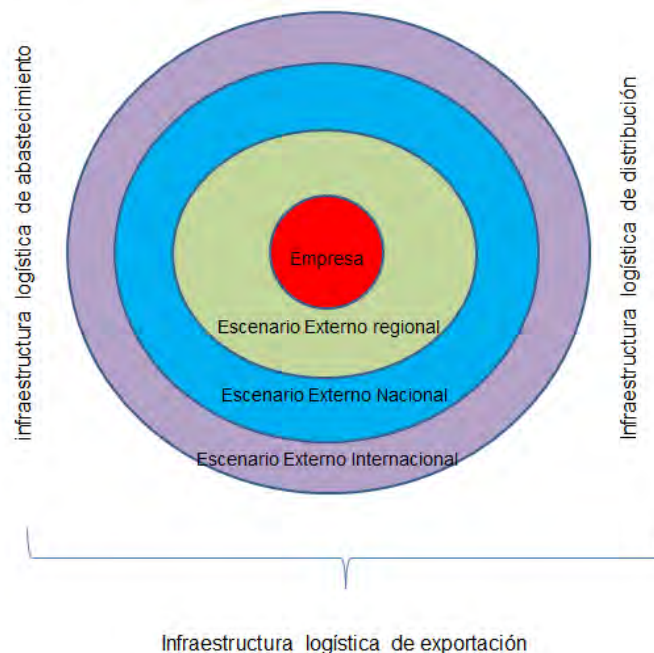 infraestructura logística de abastecimiento
Empresa
Escenario Externo regional
Escenario Externo Nacional
Escenario Externo Internacional
Infraestructura logística de distribución
Infraestructura logística de exportación